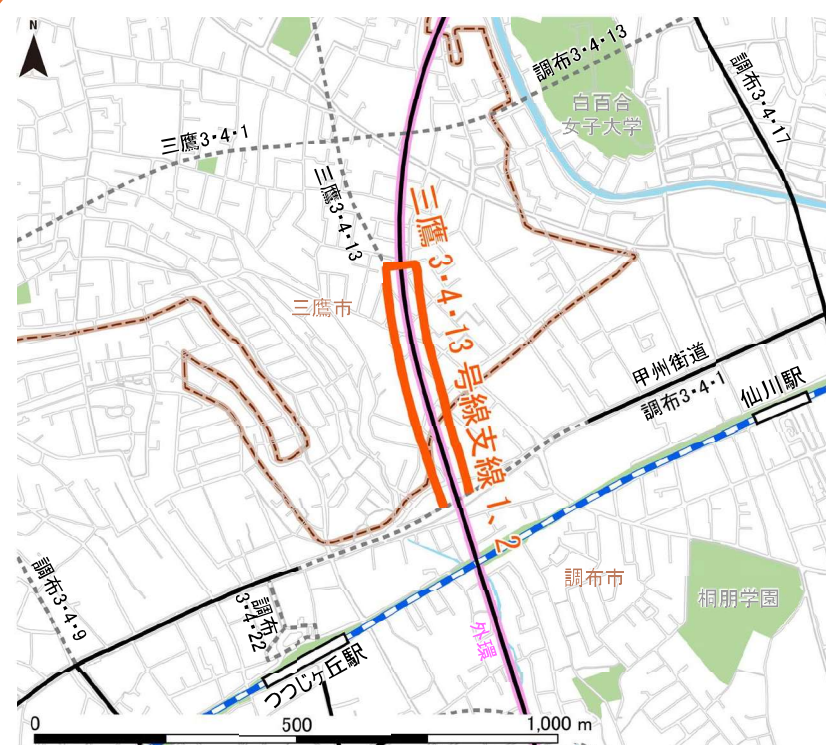 N
調布3・4・13
白百合
女子大学
調布3・4・17
三鷹3・4・1
三鷹3・4・13
三鷹 3・4・13 号線支線 1、2
三鷹市
甲州街道
調布3・4・1
仙川駅
調布市
桐朋学園
調布3・4・9
調布
3・4・22
つつじヶ丘駅
外環
0
500
1,000 m